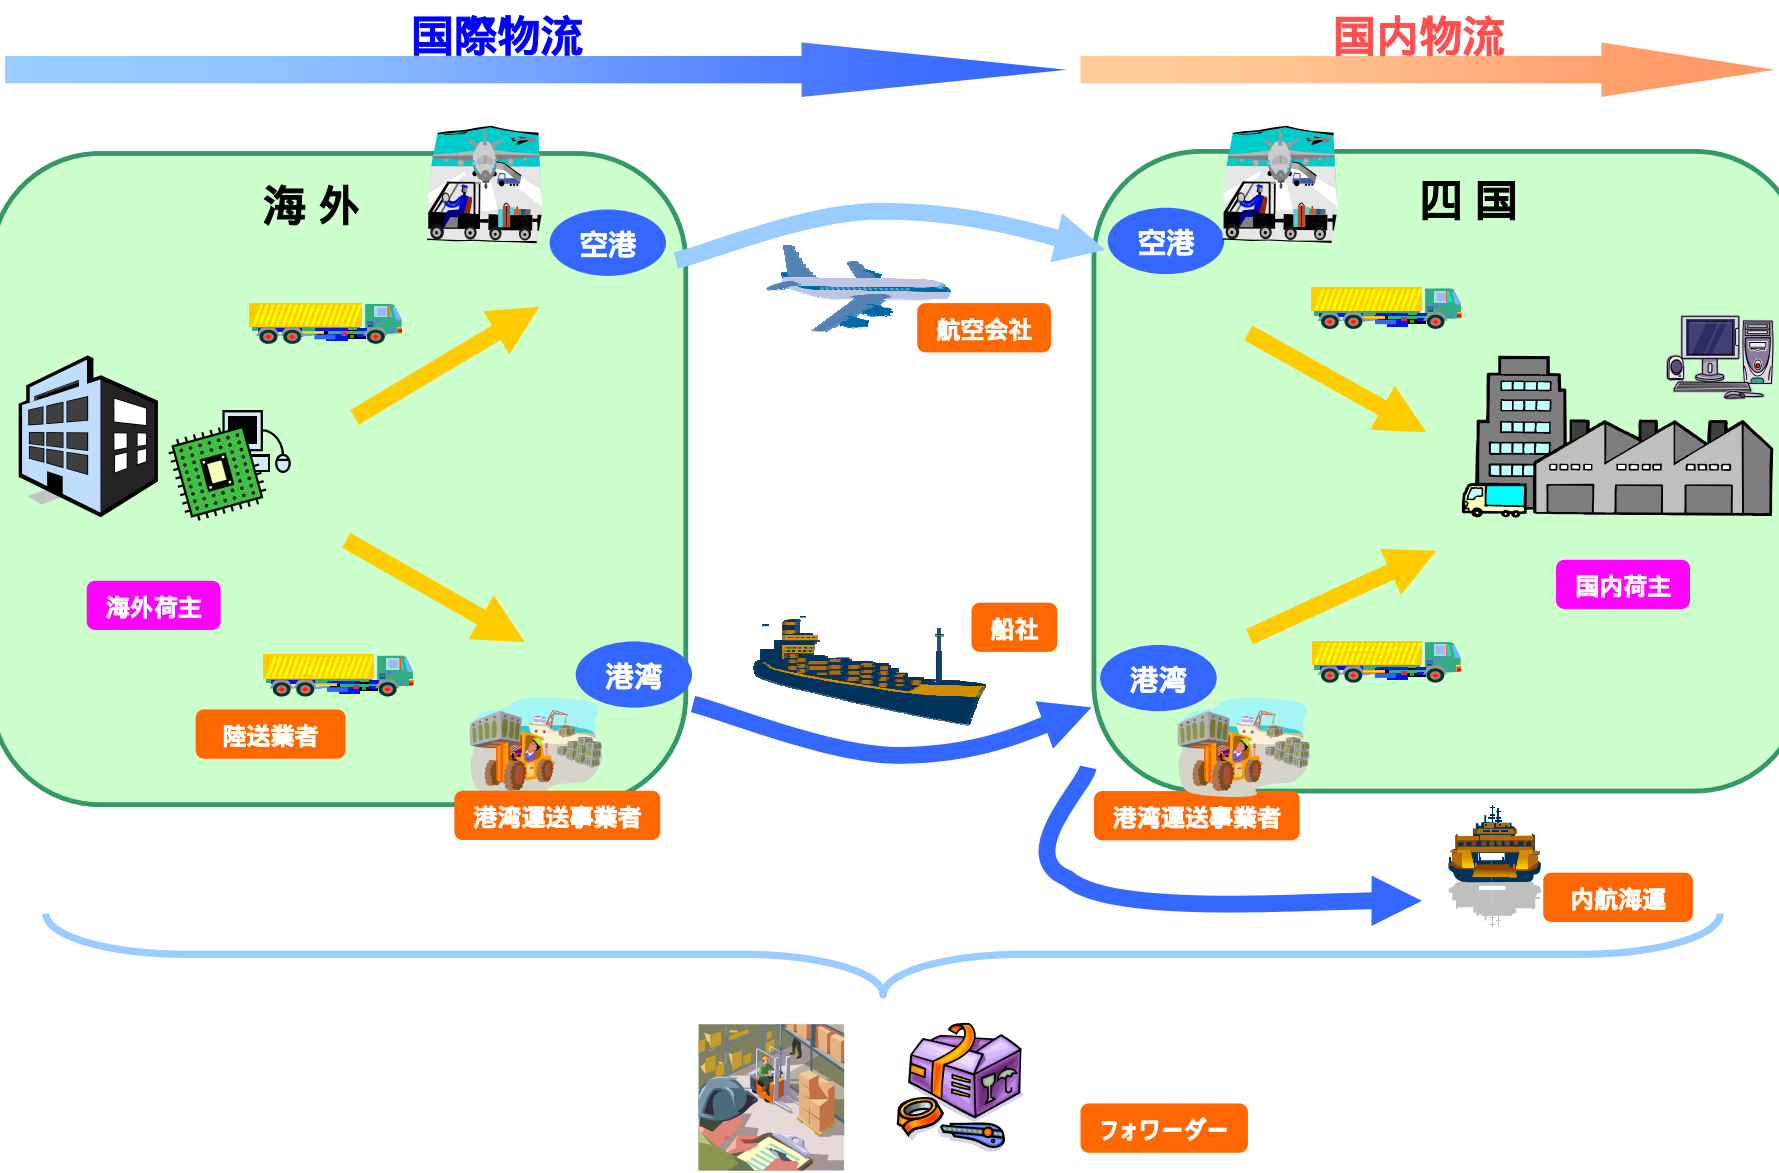 国際物流
国内物流
海外
四国
空港
空港
航空会社
海外荷主
国内荷主
船社
港湾
港湾
陸送業者
港湾運送事業者
港湾運送事業者
内航海運
フォワーダー